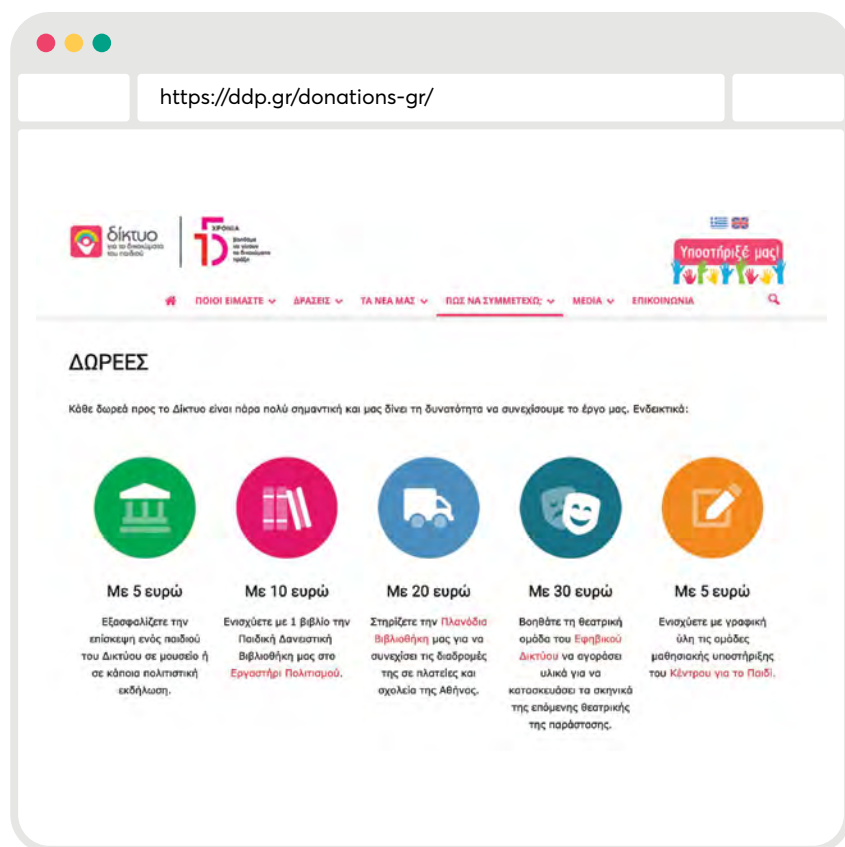 https://ddp.gr/donations-gr/
δίκτυο
για τα δικαιώματα
του παιδιού
15
ΧΡΟΝΙΑ
βοηθάμε
να γίνουν
τα δικαιώματα
πράξη
Υποστήριξέ μας!
ΠΟΙΟΙ ΕΙΜΑΣΤΕ ΔΡΑΣΕΙΣ ΤΑ ΝΕΑ ΜΑΣ ΠΩΣ ΝΑ ΣΥΜΜΕΤΕΧΩ; MEDIA ΕΠΙΚΟΙΝΩΝΙΑ
ΔΩΡΕΕΣ
Κάθε δωρεά προς το Δίκτυο είναι πάρα πολύ σημαντική και μας δίνει τη δυνατότητα να συνεχίσουμε το έργο μας. Ενδεικτικά:
Με 5 ευρώ
Εξασφαλίζετε την
επίσκεψη ενός παιδιού
του Δικτύου σε μουσείο ή
σε κάποια πολιτιστική
εκδήλωση.
Με 10 ευρώ
Ενισχύετε με 1 βιβλίο την
Παιδική Δανειστική
Βιβλιοθήκη μας στο
Εργαστήρι Πολιτισμού.
Με 20 ευρώ
Στηρίζετε την Πλανόδια
Βιβλιοθήκη μας για να
συνεχίσει τις διαδρομές
της σε πλατείες και
σχολεία της Αθήνας.
Με 30 ευρώ
Βοηθάτε τη θεατρική
ομάδα του Εφηβικού
Δικτύου να αγοράσει
υλικά για να
κατασκευάσει τα σκηνικά
της επόμενης θεατρικής
της παράστασης.
Με 5 ευρώ
Ενισχύετε με γραφική
ύλη τις ομάδες
μαθησιακής υποστήριξης
του Κέντρου για το Παιδί.